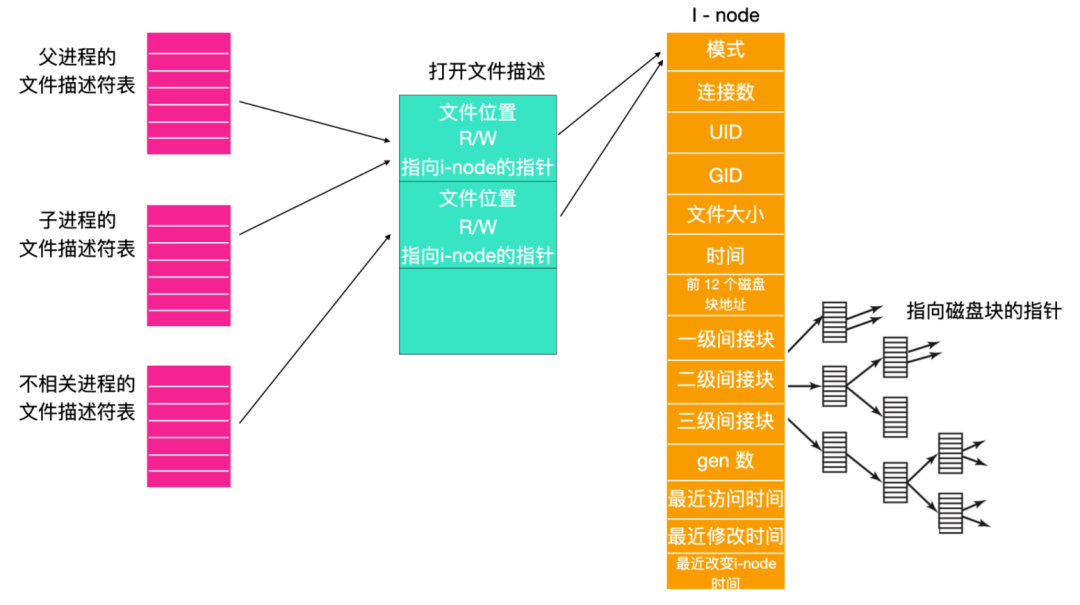 父进程的
文件描述符表
子进程的
文件描述符表
不相关进程的
文件描述符表
打开文件描述
文件位置
R/W
指向i-node的指针
文件位置
R/W
指向i-node的指针
I - node
模式
连接数
UID
GID
文件大小
时间
前 12 个磁盘
块地址
一级间接块
二级间接块
三级间接块
gen 数
最近访问时间
最近修改时间
最近改变i-node
时间
指向磁盘块的指针